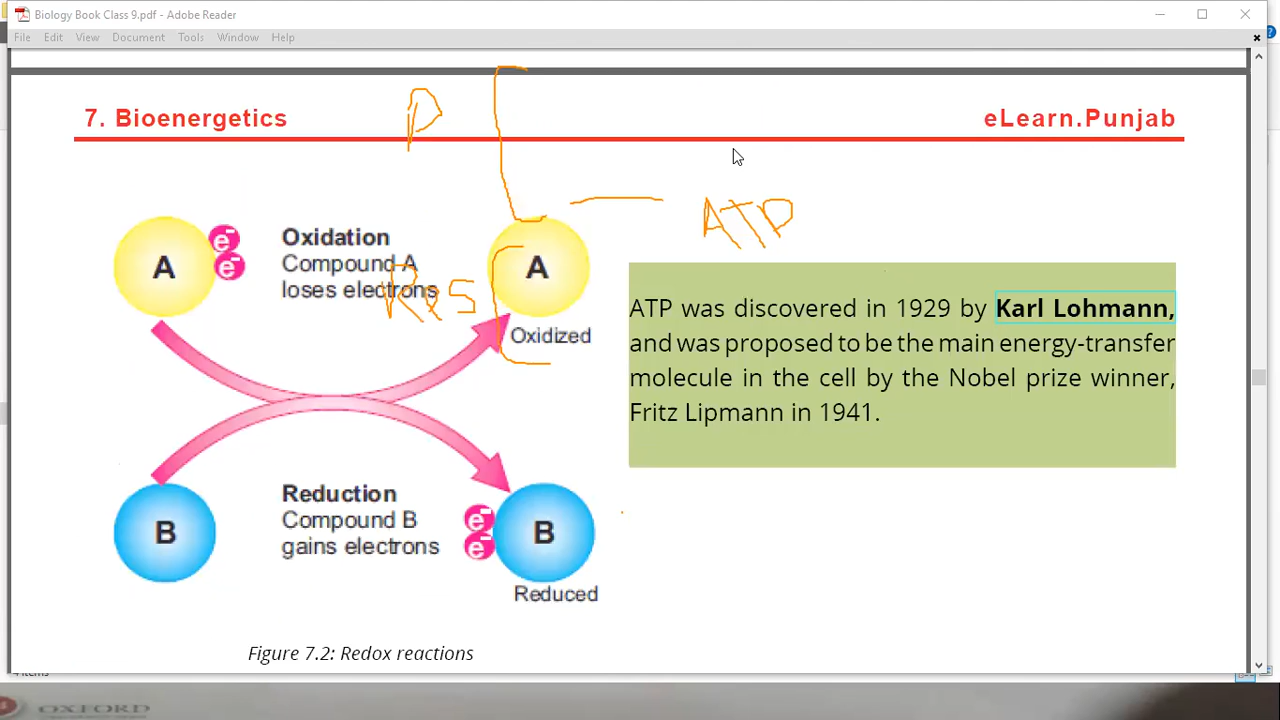 Biology Book Class 9.pdf - Adobe Reader
File Edit View Document Tools Window Help
7. Bioenergetics
eLearn.Punjab
P
ATP
A
e-
e-
Oxidation
Compound A
loses electrons
Res
A
Oxidized
ATP was discovered in 1929 by Karl Lohmann,
and was proposed to be the main energy-transfer
molecule in the cell by the Nobel prize winner,
Fritz Lipmann in 1941.
B
Reduction
Compound B
gains electrons
e-
e-
B
Reduced
Figure 7.2: Redox reactions
OXFORD